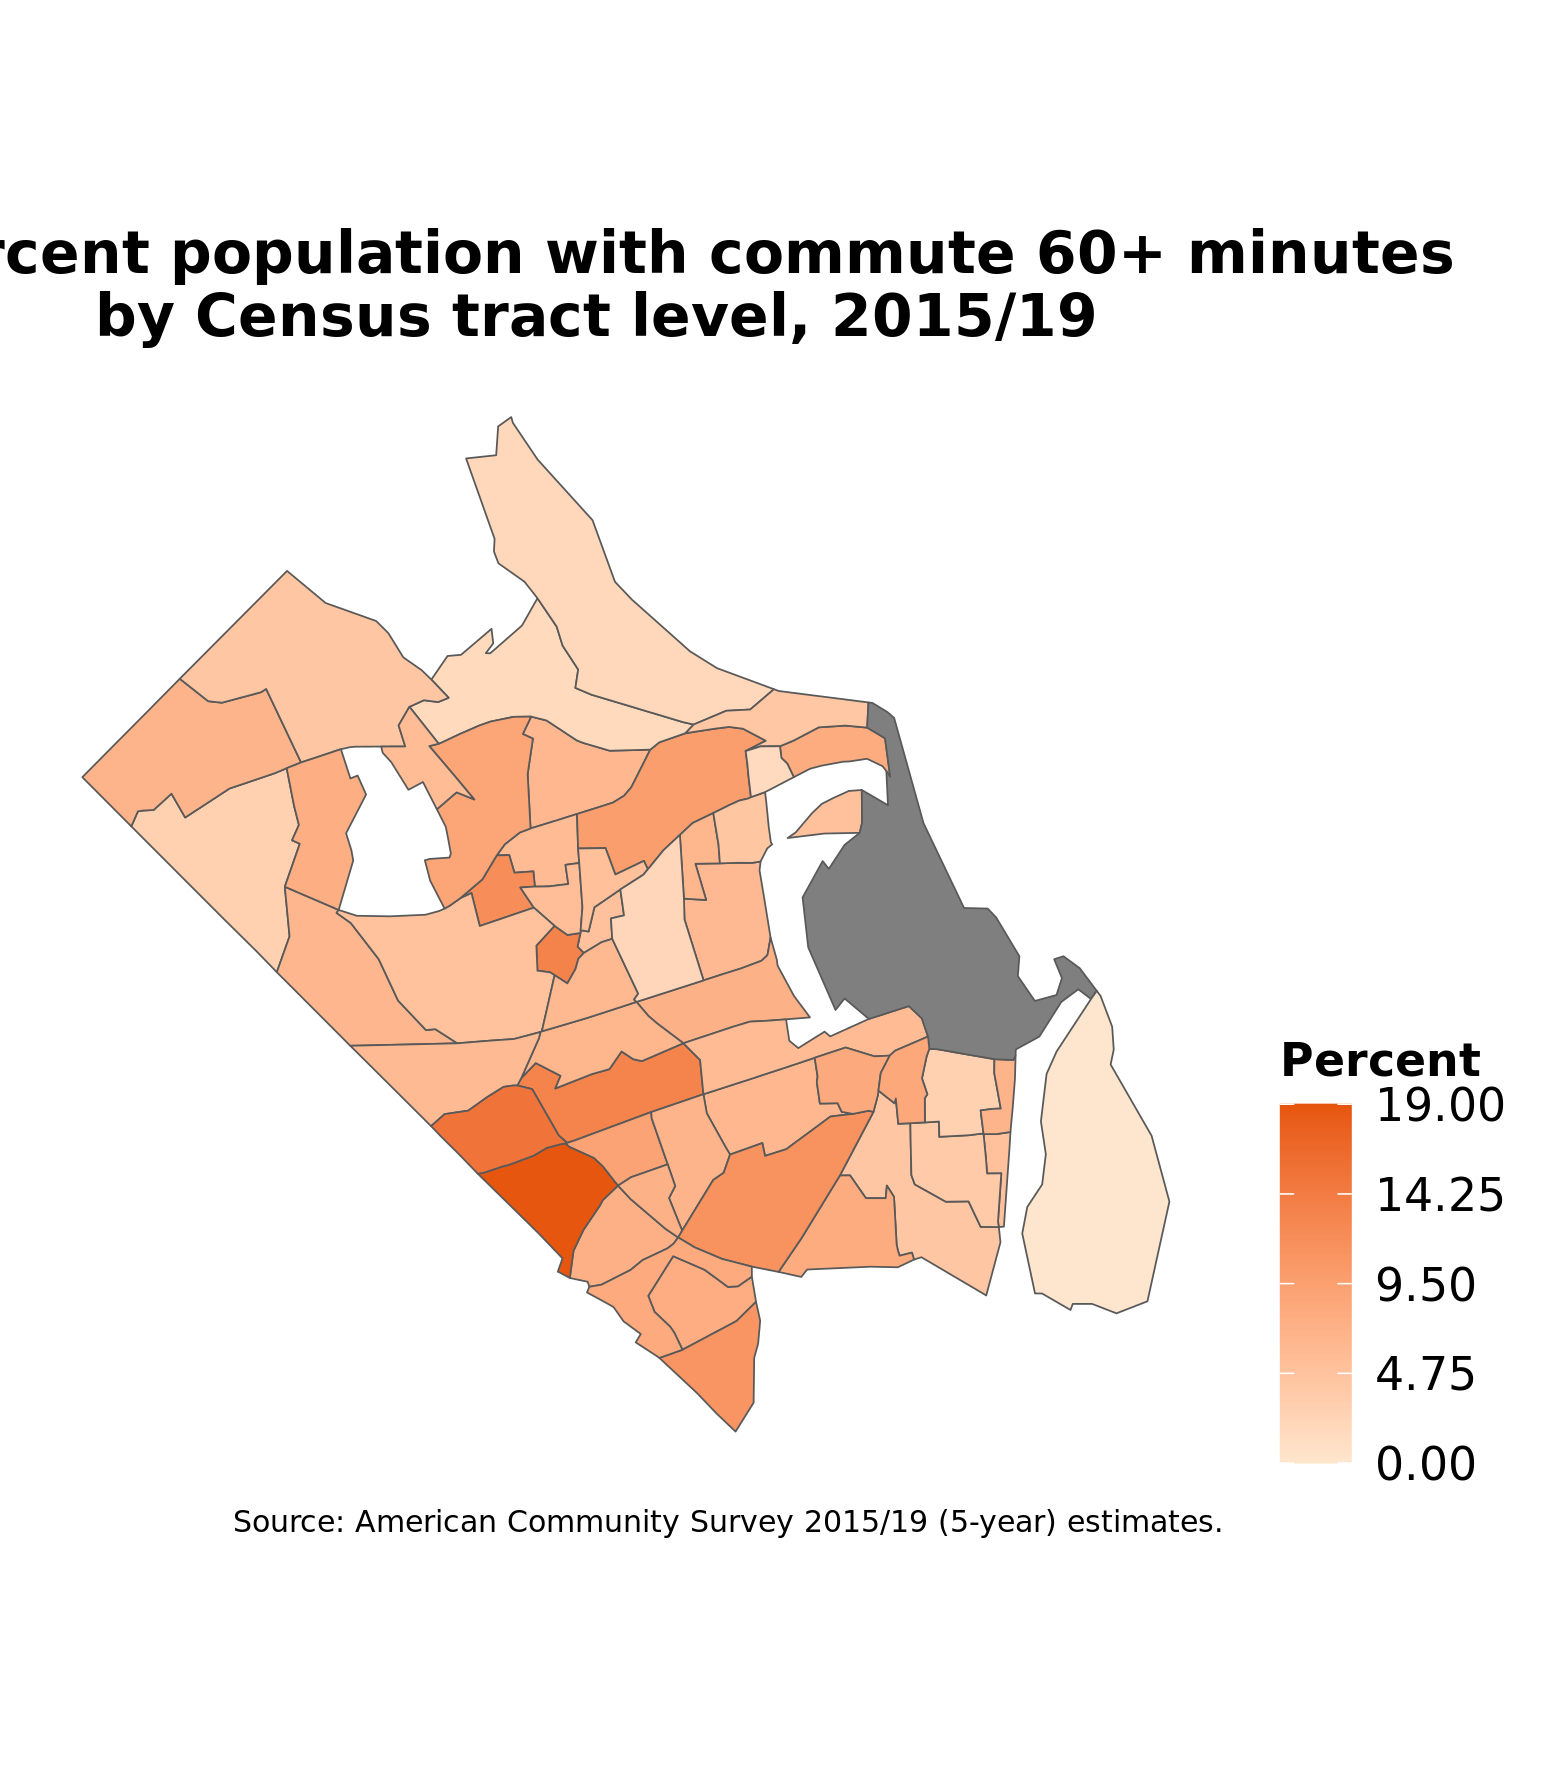 rcent population with commute 60+ minutes
by Census tract level, 2015/19
Percent
19.00
14.25
9.50
4.75
0.00
Source: American Community Survey 2015/19 (5-year) estimates.